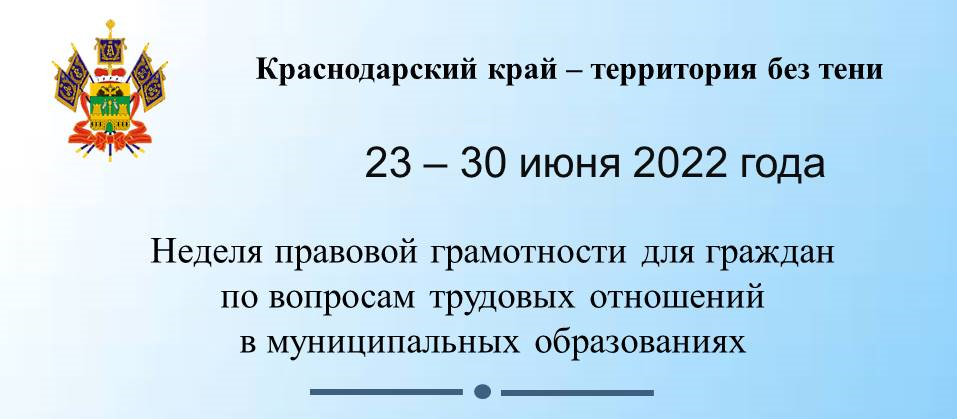 Краснодарский край – территория без тени
23 – 30 июня 2022 года
Неделя правовой грамотности для граждан
по вопросам трудовых отношений
в муниципальных образованиях